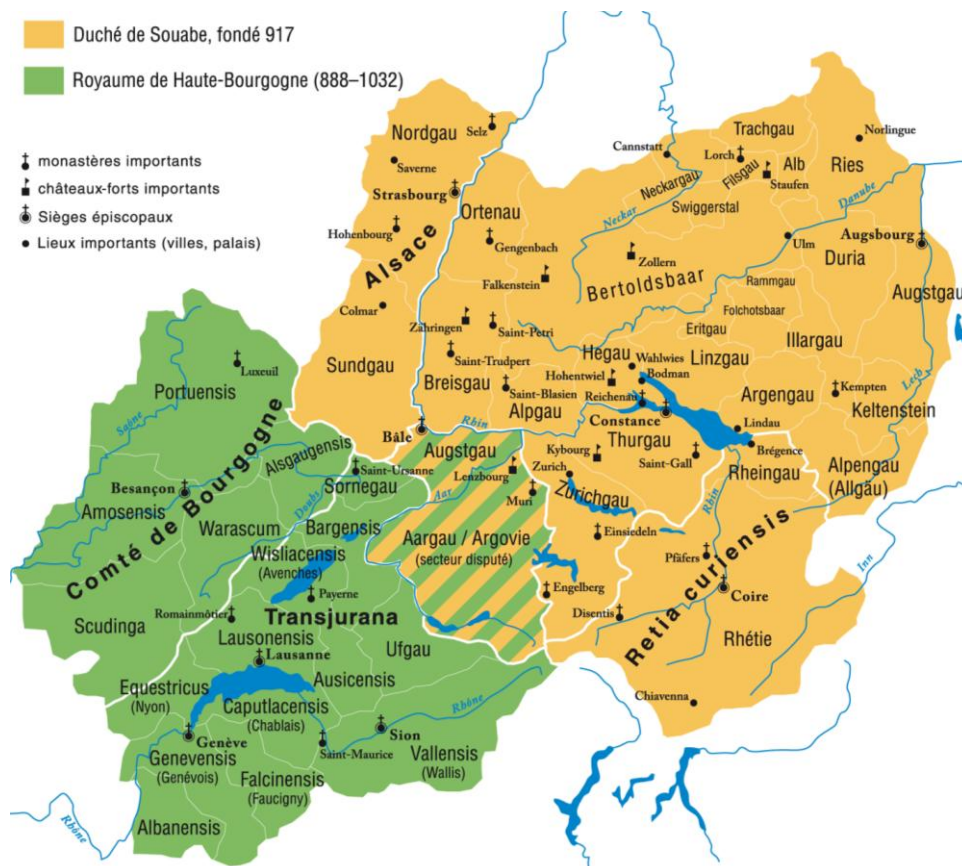 Duché de Souabe, fondé 917
Royaume de Haute-Bourgogne (888–1032)
monastères importants
châteaux-forts importants
Sièges épiscopaux
Lieux importants (villes, palais)
Nordgau
Selz
Saverne
Strasbourg
Hohenbourg
Alsace
Colmar
Sundgau
Ortenau
Gengenbach
Falkenstein
Zähringen
Saint-Petri
Saint-Trudpert
Breisgau
Saint-Blasien
Alpgau
Cannstatt
Neckargau
Neckar
Trachgau
Lorch
Filsgau
Alb
Staufen
Swiggerstal
Norlingue
Ries
Danube
Ulm
Augsbourg
Duria
Augstgau
Zollern
Bertoldsbaar
Rammgau
Folchotsbaar
Eritgau
Illargau
Linzgau
Hegau
Wahlwies
Bodman
Hohentwiel
Reichenau
Constance
Argengau
Kempten
Lech
Keltenstein
Lindau
Brégence
Alpengau
(Allgäu)
Rheingau
Thurgau
Kybourg
Saint-Gall
Zurich
Zürichgau
Rhin
Rhin
Bâle
Augstgau
Lenzbourg
Aar
Muri
Aargau / Argovie
(secteur disputé)
Einsiedeln
Engelberg
Pfäfers
Disentis
Coire
Retia curiensis
Rhétie
Inn
Chiavenna
Luxeuil
Portuensis
Saône
Alsgaugensis
Saint-Ursanne
Sornegau
Besançon
Amosensis
Comté de Bourgogne
Doubs
Warascum
Bargensis
Wisliacensis
(Avenches)
Payerne
Romainmôtier
Transjurana
Scudinga
Lausonensis
Lausanne
Ufgau
Equestricus
(Nyon)
Ausicensis
Caputlacensis
(Chablais)
Rhône
Sion
Genève
Genevensis
(Genévois)
Saint-Maurice
Vallensis
(Wallis)
Falcinensis
(Faucigny)
Albanensis
Rhône